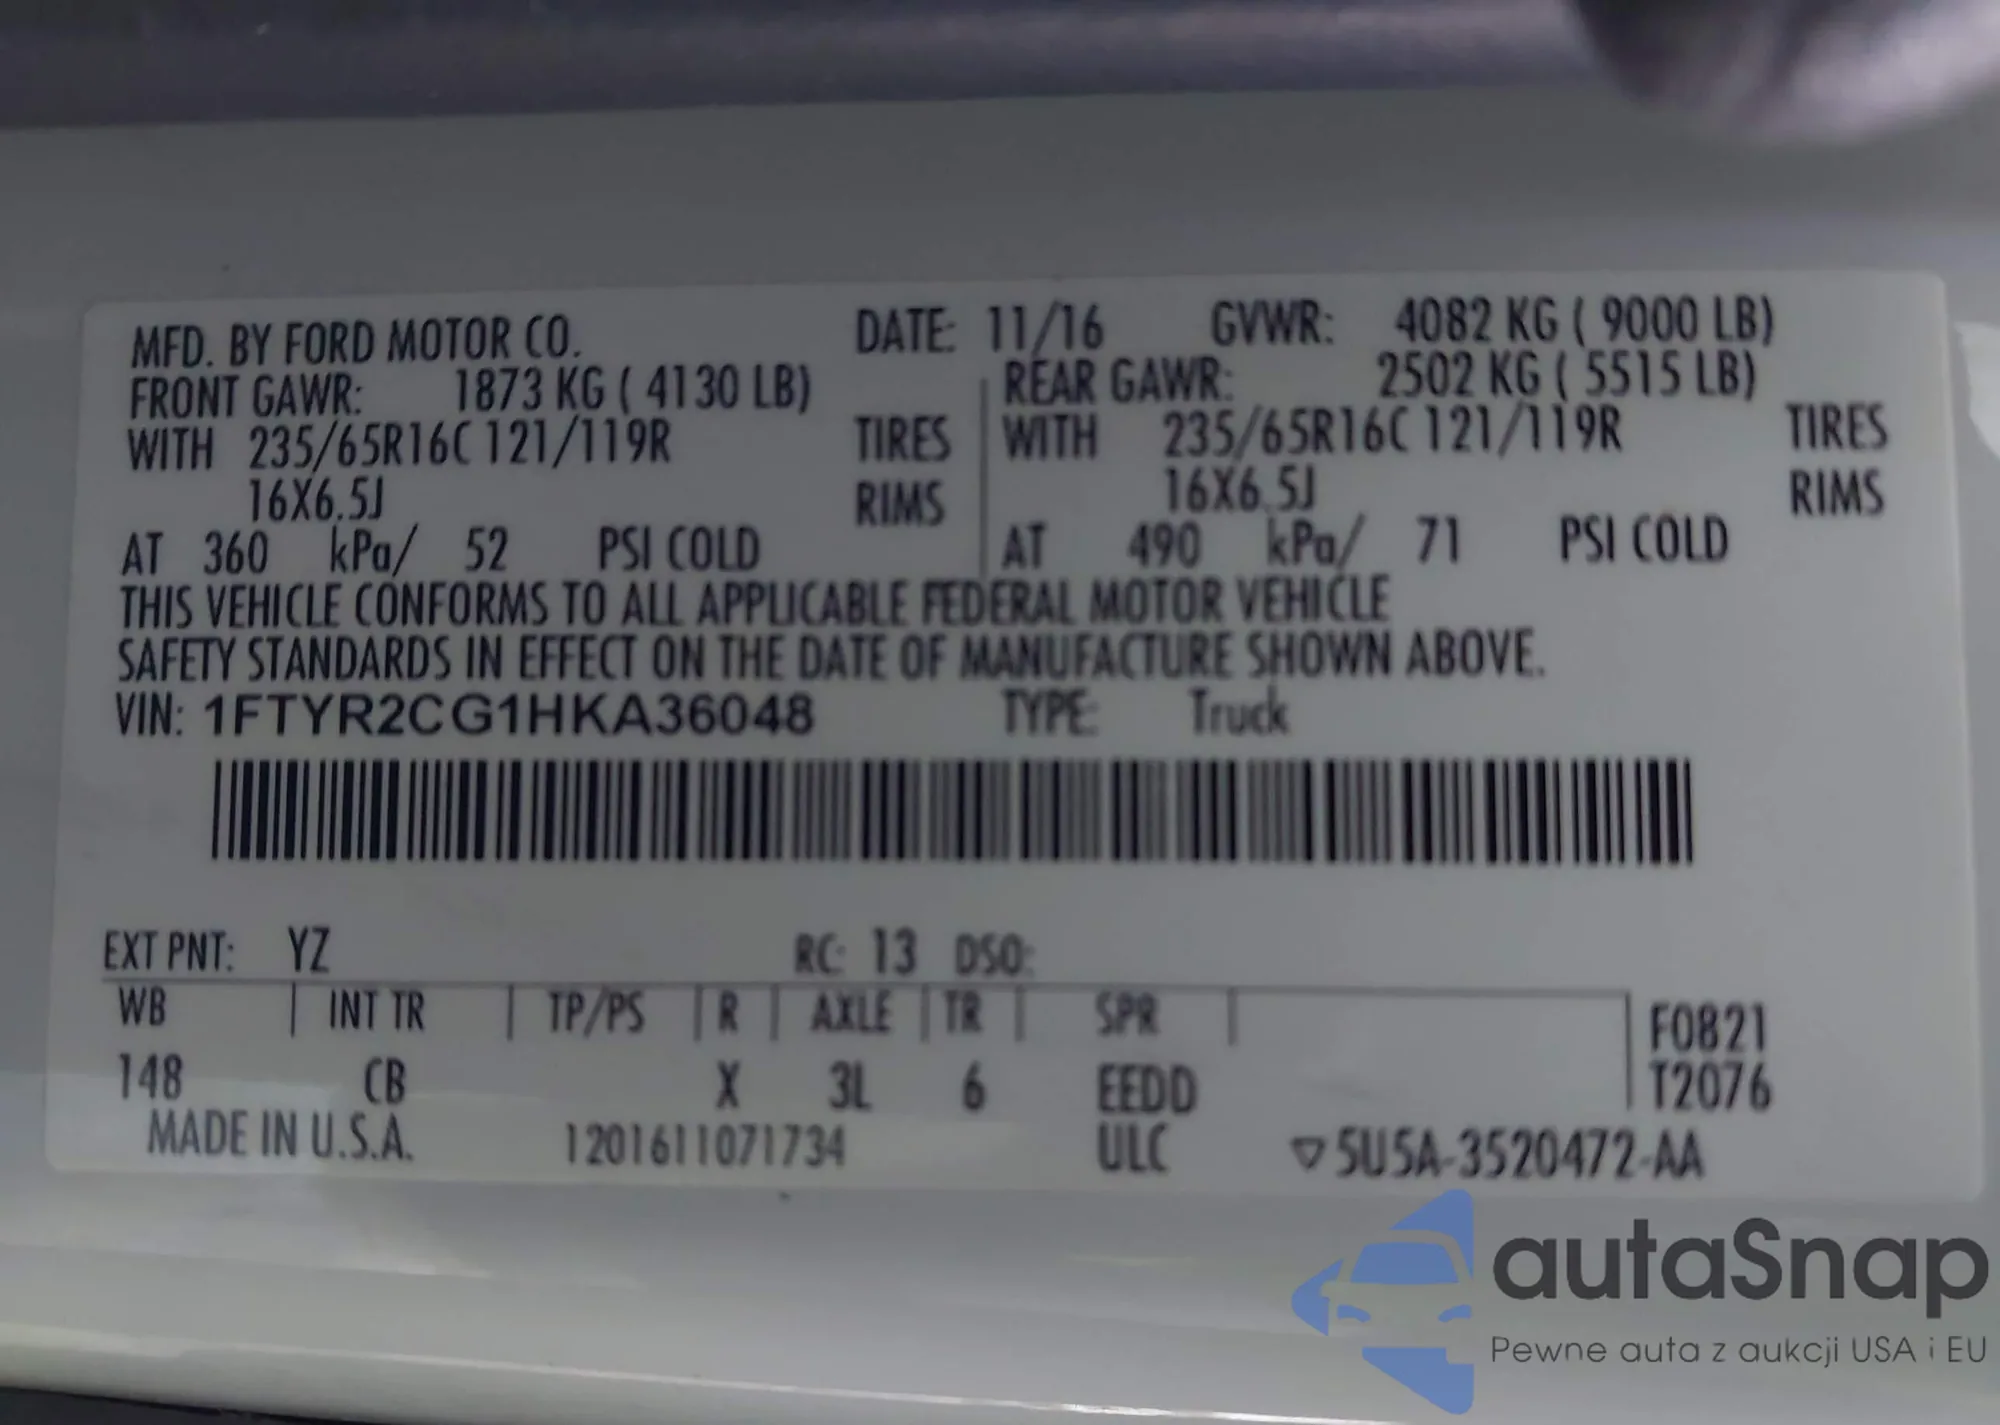 MFD. BY FORD MOTOR CO. DATE: 11/16 GVWR: 4082 KG ( 9000 LB)
FRONT GAWR: 1873 KG ( 4130 LB) REAR GAWR: 2502 KG ( 5515 LB)
WITH 235/65R16C 121/119R TIRES WITH 235/65R16C 121/119R TIRES
16X6.5J RIMS 16X6.5J RIMS
AT 360 kPa/ 52 PSI COLD AT 490 kPa/ 71 PSI COLD
THIS VEHICLE CONFORMS TO ALL APPLICABLE FEDERAL MOTOR VEHICLE
SAFETY STANDARDS IN EFFECT ON THE DATE OF MANUFACTURE SHOWN ABOVE.
VIN: 1FTYR2CG1HKA36048 TYPE: Truck
EXT PNT: YZ RC: 13 DSO:
WB INT TR TP/PS R AXLE TR SPR F0821
148 CB X 3L 6 EEDD T2076
MADE IN U.S.A. 1201611071734 ULC ▽5U5A-3520472-AA
autaSnap
Pewne auta z aukcji USA i EU